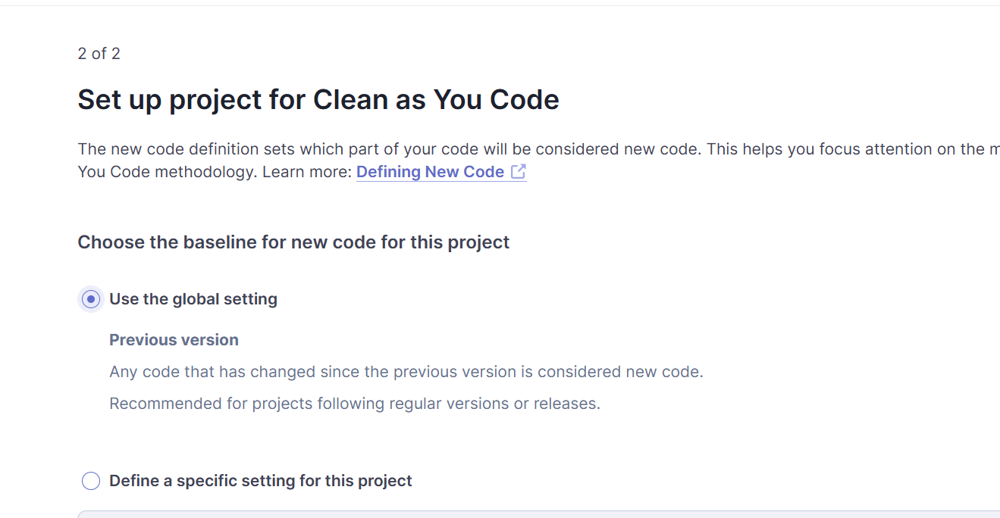 2 of 2
Set up project for Clean as You Code
The new code definition sets which part of your code will be considered new code. This helps you focus attention on the
You Code methodology. Learn more: Defining New Code
Choose the baseline for new code for this project
Use the global setting
Previous version
Any code that has changed since the previous version is considered new code.
Recommended for projects following regular versions or releases.
Define a specific setting for this project